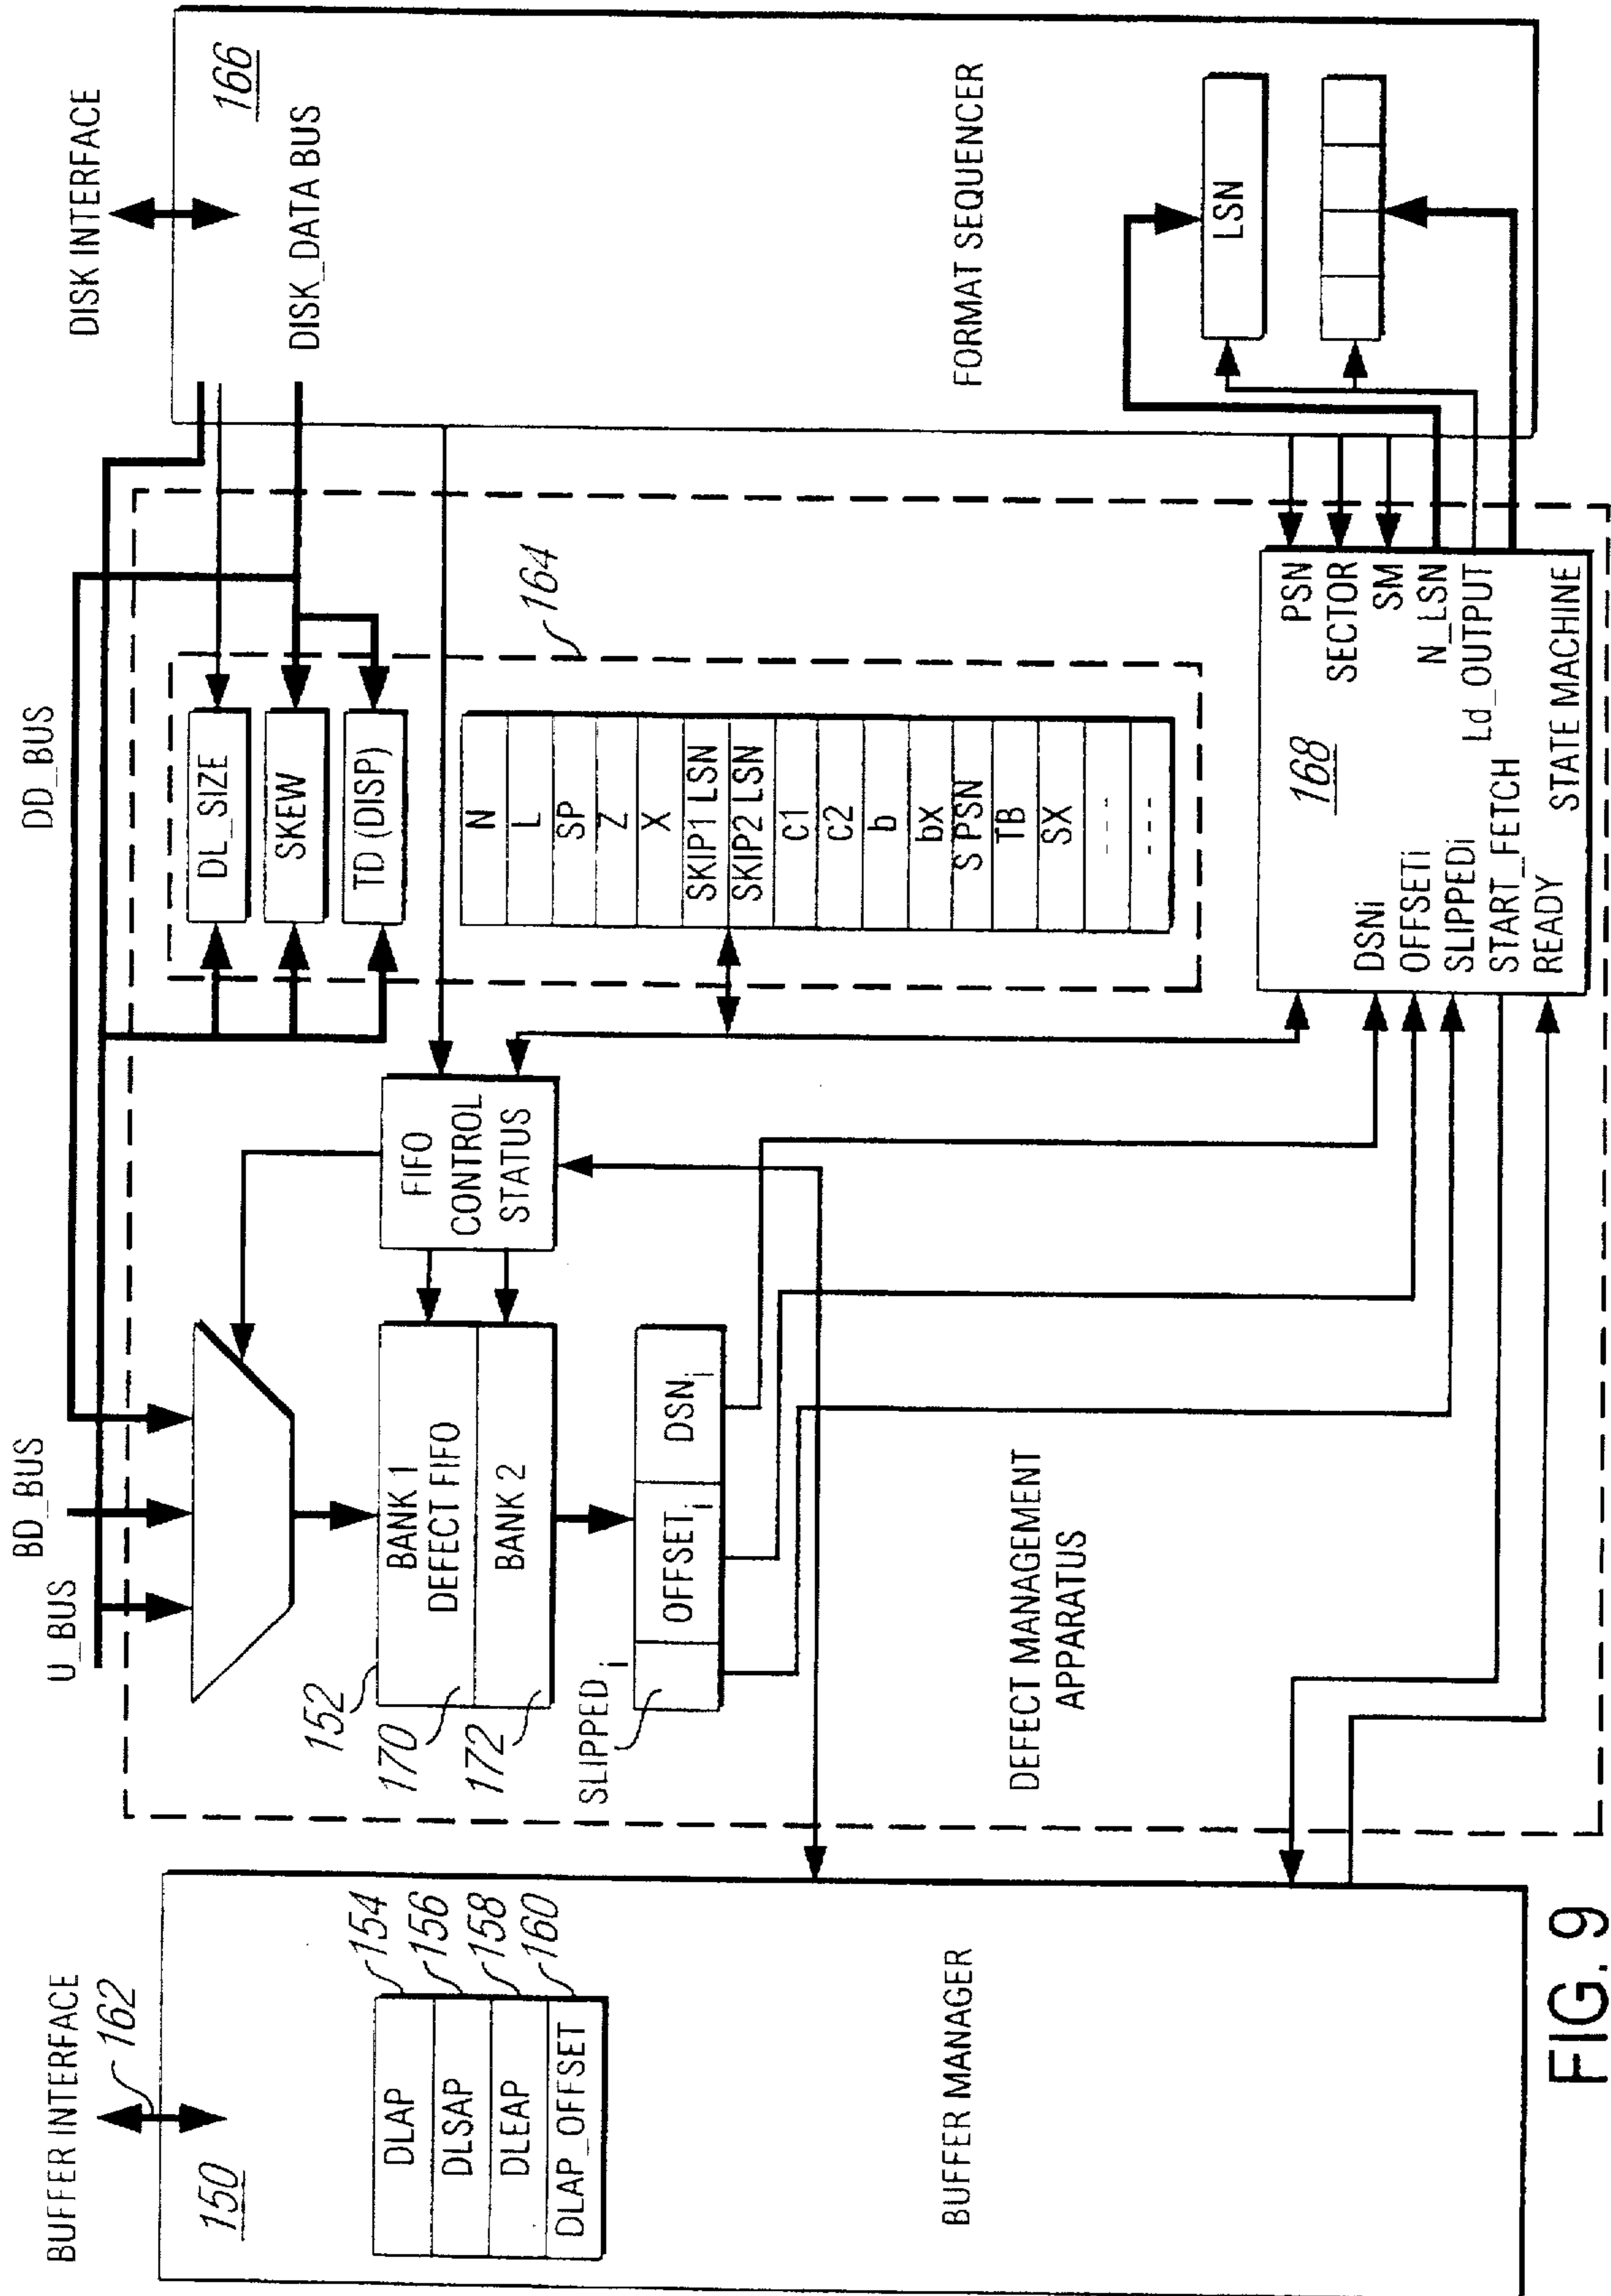 BUFFER INTERFACE
162
150
DLAP
DLSAP
DLEAP
DLAP_OFFSET
154
156
158
160
BUFFER MANAGER
U_BUS
BD_BUS
DD_BUS
152
170
172
BANK 1
DEFECT FIFO
BANK 2
SLIPPEDi
OFFSETi
DSNi
FIFO
CONTROL
STATUS
DEFECT MANAGEMENT
APPARATUS
DL_SIZE
SKEW
TD (DISP)
164
N
L
SP
Z
X
SKIP1 LSN
SKIP2 LSN
C1
C2
b
bX
S PSN
TB
SX
---
---
168
DSNi
OFFSETi
SLIPPEDi
START_FETCH
READY
PSN
SECTOR
SM
N_LSN
Ld_OUTPUT
STATE MACHINE
DISK INTERFACE
166
DISK_DATA BUS
FORMAT SEQUENCER
LSN
FIG. 9